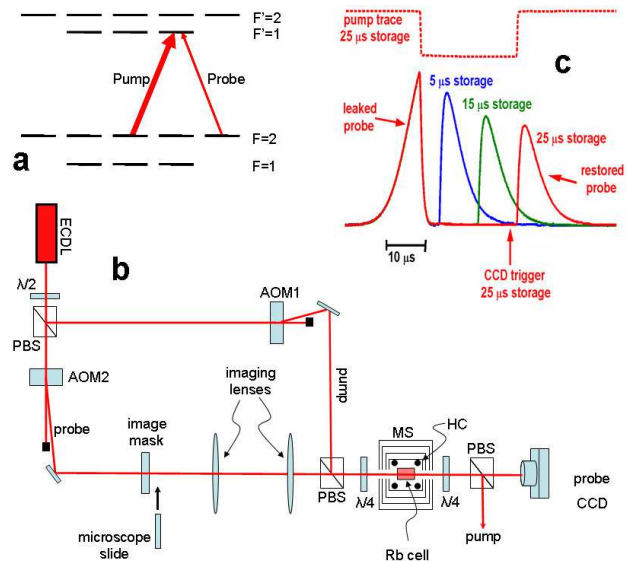 F'=2
F'=1
Pump
Probe
F=2
F=1
a
pump trace
25 μs storage
c
5 μs storage
15 μs storage
25 μs
storage
leaked
probe
restored
probe
10 μs
CCD trigger
25 μs storage
ECDL
b
λ/2
PBS
AOM1
AOM2
probe
pump
image
mask
imaging
lenses
microscope
slide
PBS
λ/4
MS
HC
λ/4
PBS
Rb cell
pump
probe
CCD